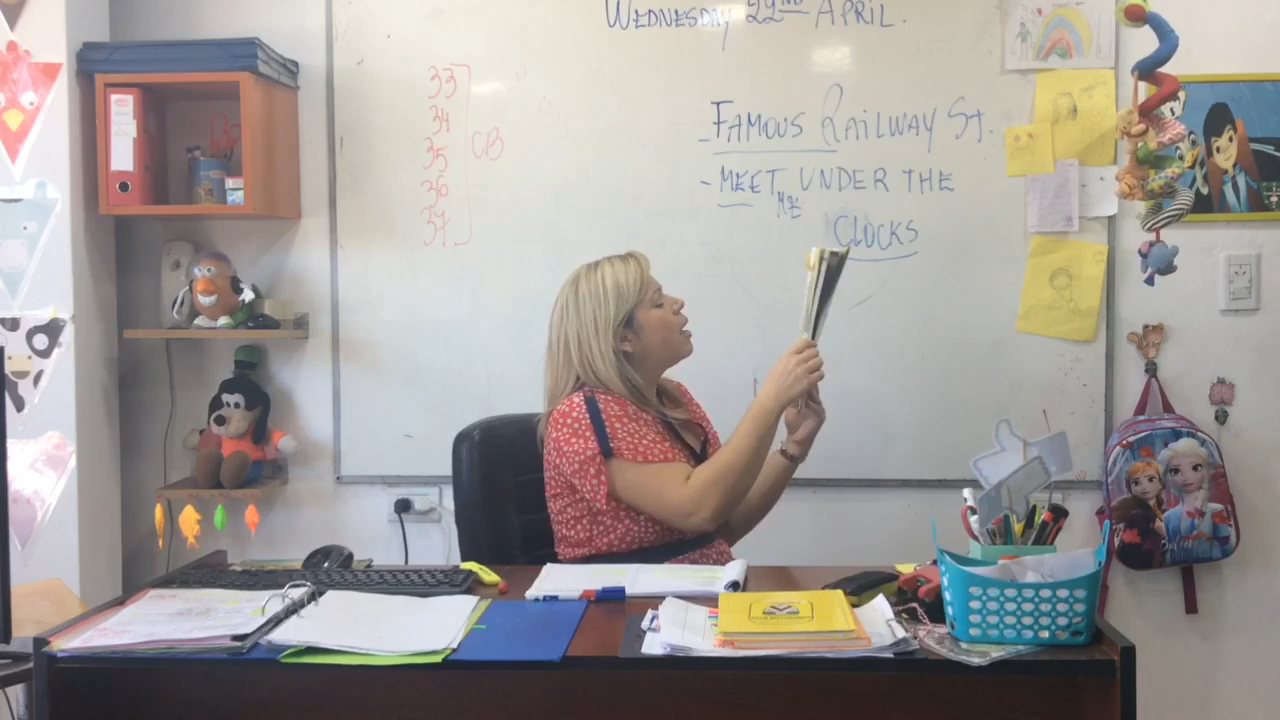 WEDNESDAY 22ND APRIL.
33
34
35
36
37
CB
- FAMOUS RAILWAY St.
- MEET UNDER THE
ME
CLOCKS